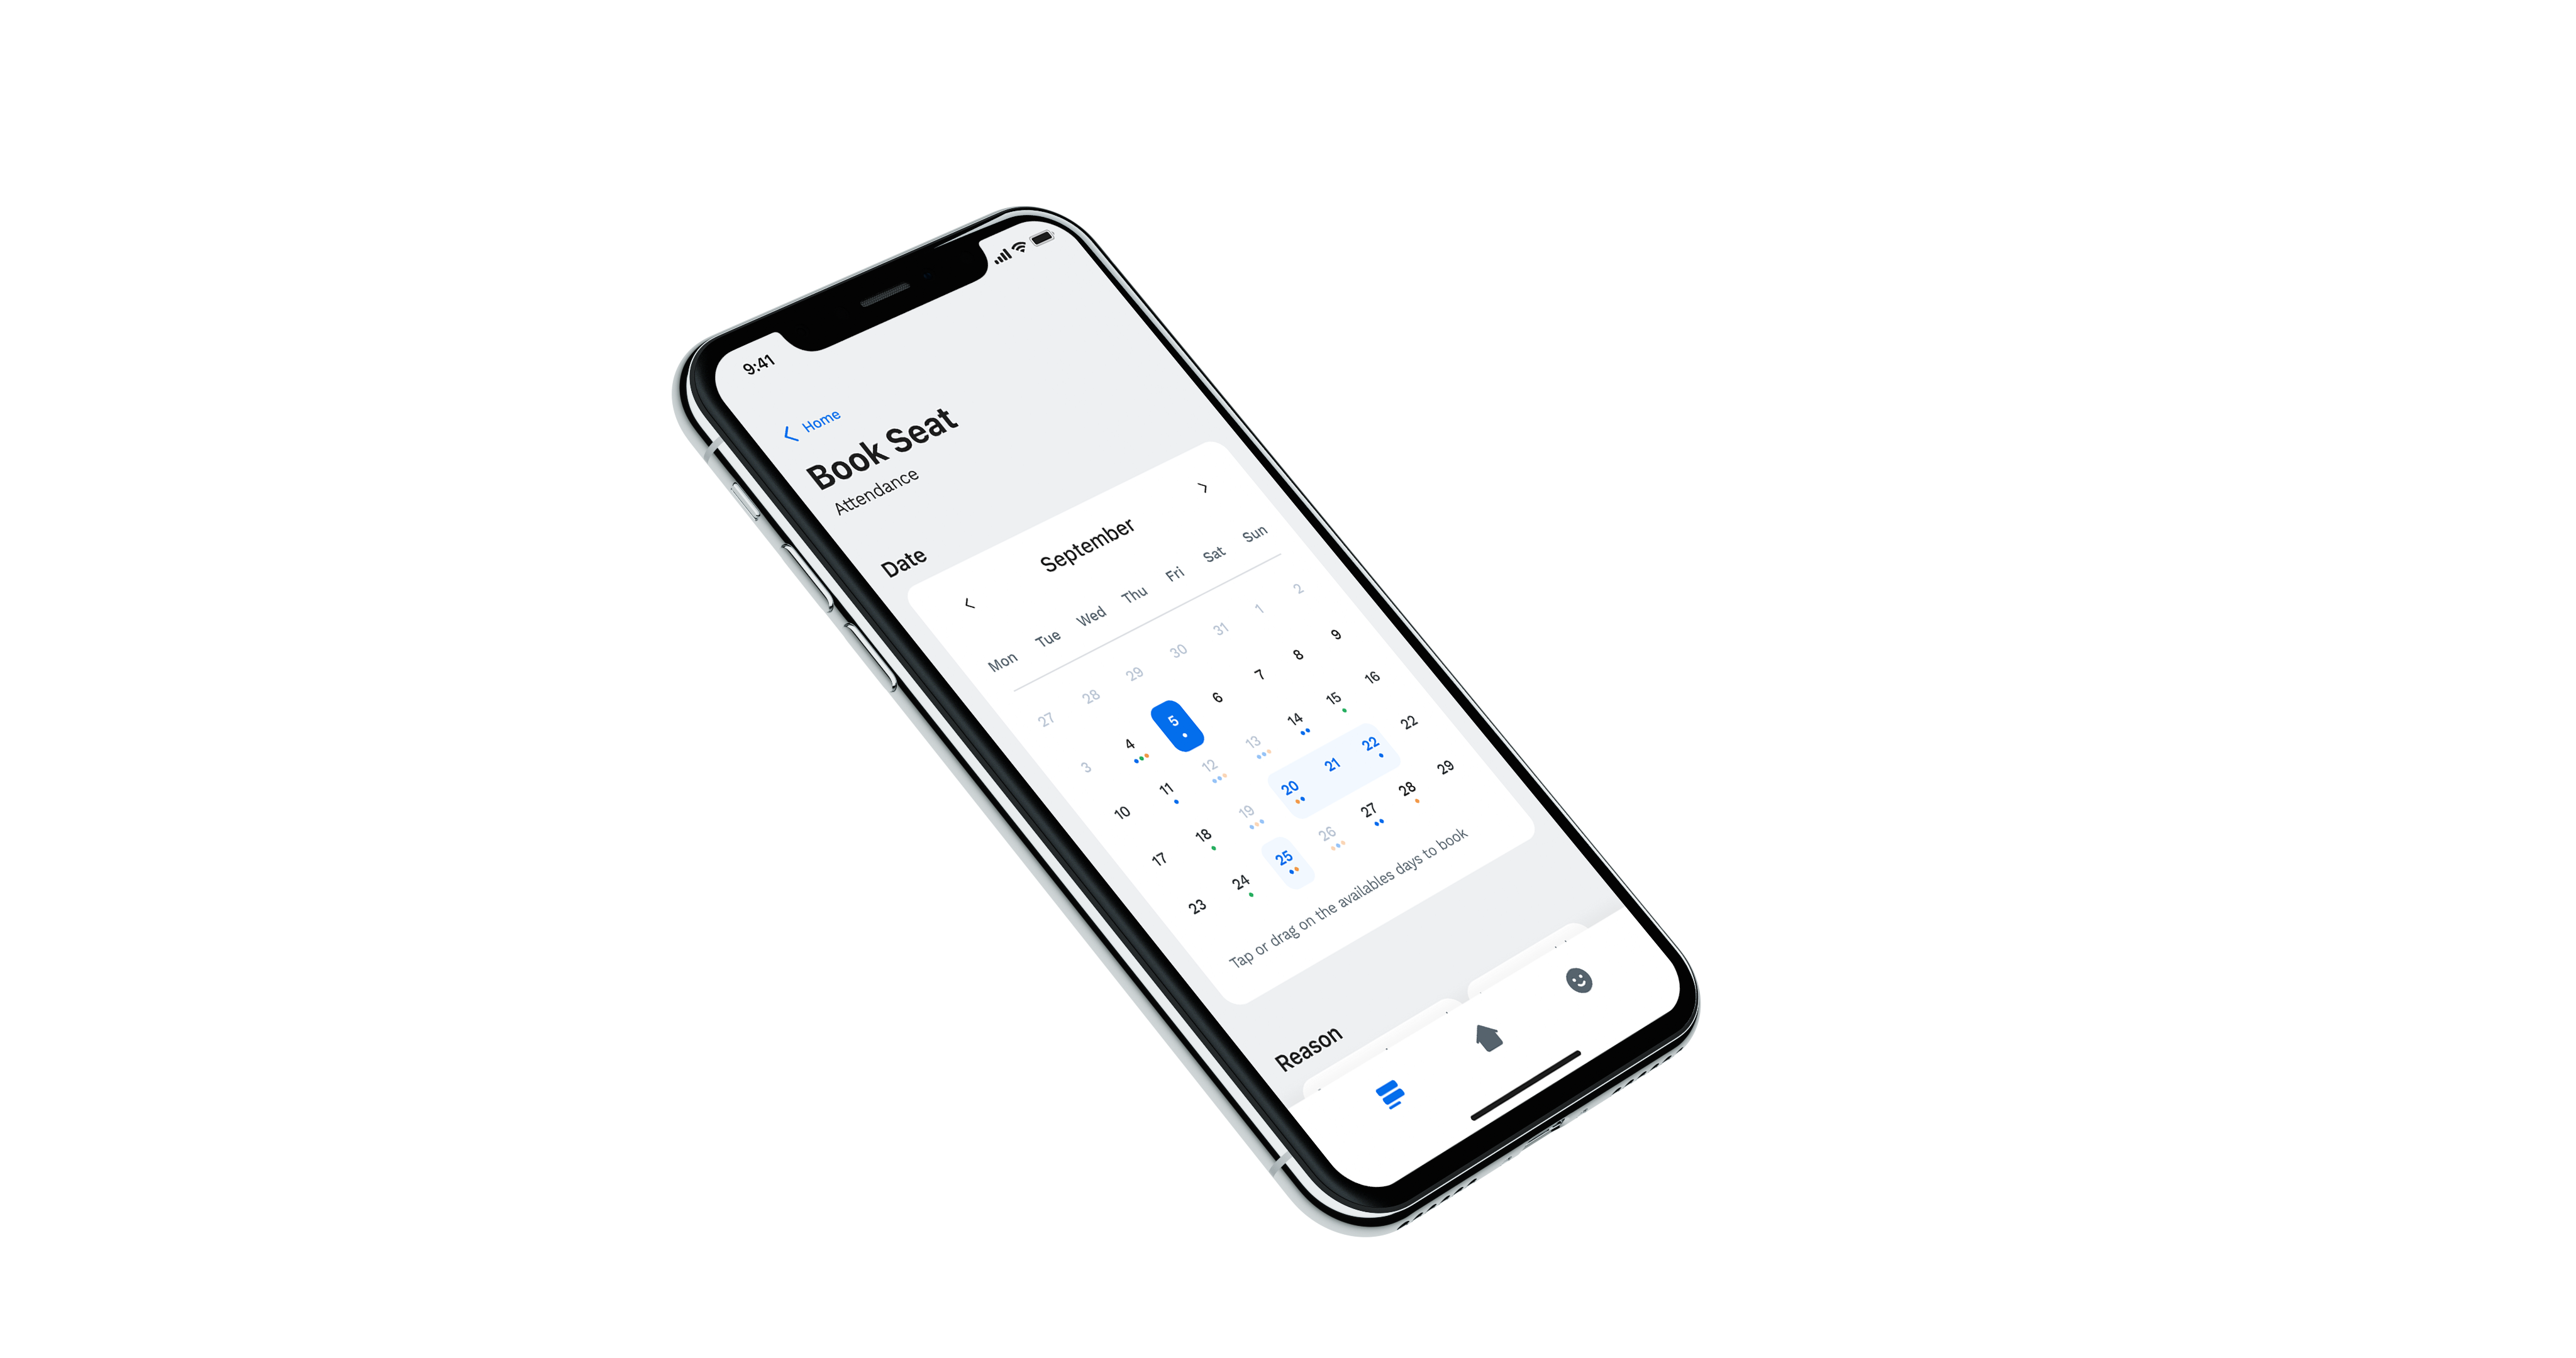 9:41
Home
Book Seat
Attendance
Date
September
Mon Tue Wed Thu Fri Sat Sun
27 28 29 30 31 1 2
3 4 5 6 7 8 9
10 11 12 13 14 15 16
17 18 19 20 21 22 22
23 24 25 26 27 28 29
Tap or drag on the availables days to book
Reason